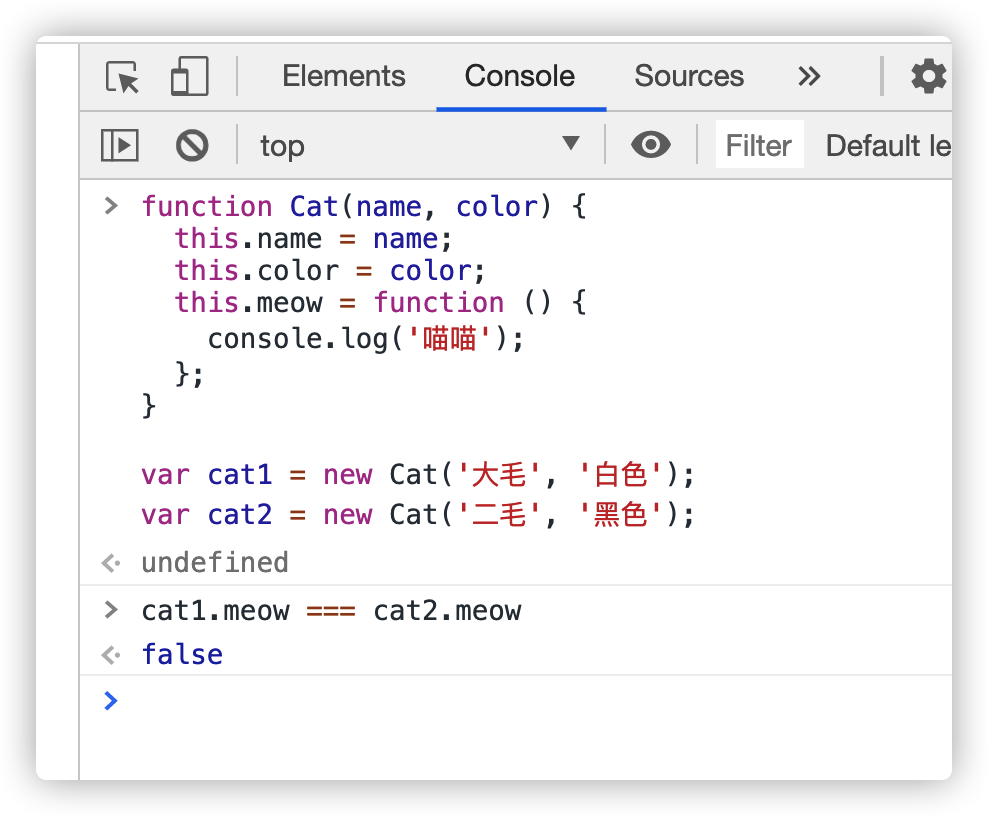 Elements Console Sources
top Filter Default le
function Cat(name, color) {
  this.name = name;
  this.color = color;
  this.meow = function () {
    console.log('喵喵');
  };
}
var cat1 = new Cat('大毛', '白色');
var cat2 = new Cat('二毛', '黑色');
undefined
cat1.meow === cat2.meow
false